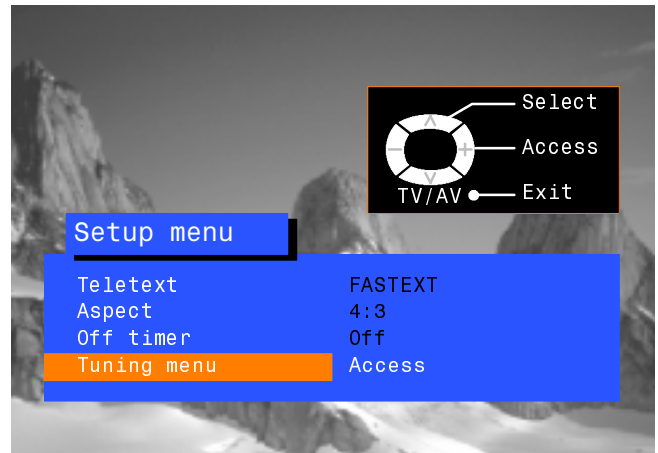 Select
Access
TV/AV Exit
Setup menu
Teletext FASTEXT
Aspect 4:3
Off timer Off
Tuning menu Access